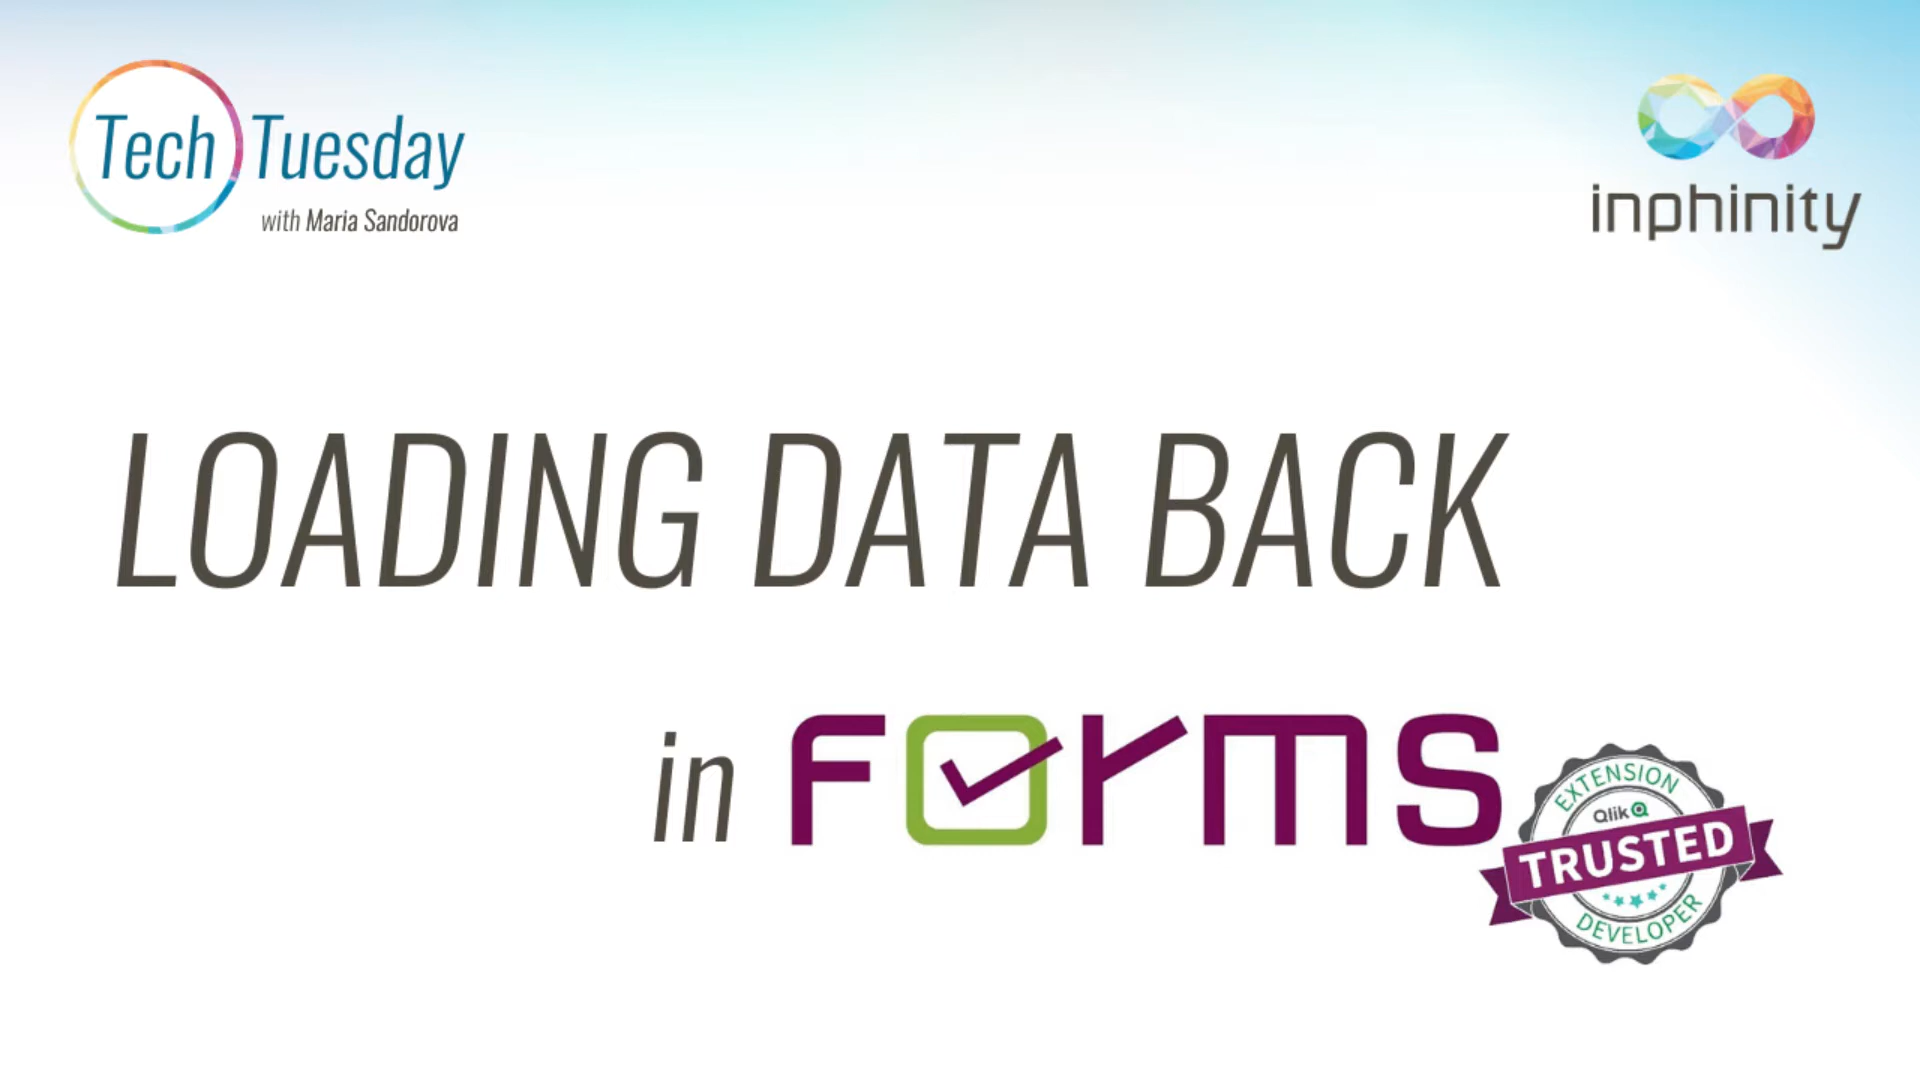 Tech Tuesday
with Maria Sandorova
inphinity
LOADING DATA BACK
in FORMS
EXTENSION
Qlik
TRUSTED
DEVELOPER